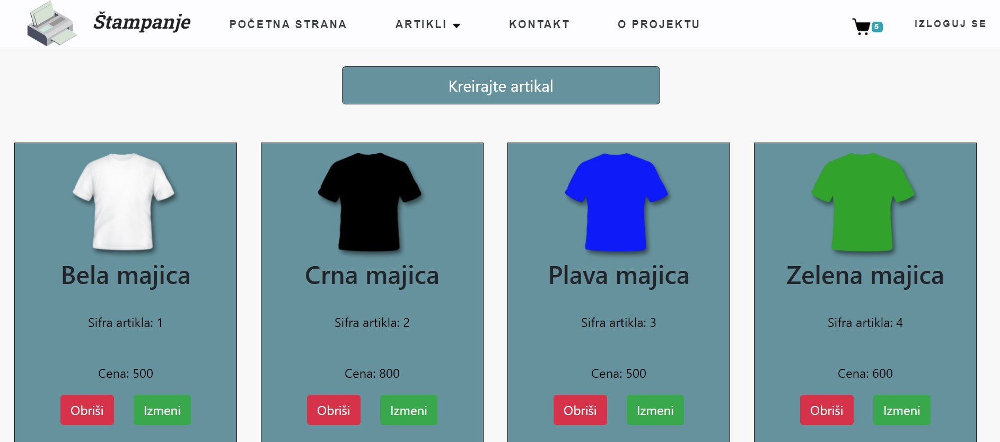 Štampanje
POČETNA STRANA
ARTIKLI
KONTAKT
O PROJEKTU
5
IZLOGUJ SE
Kreirajte artikal
Bela majica
Sifra artikla: 1
Cena: 500
Obriši
Izmeni
Crna majica
Sifra artikla: 2
Cena: 800
Obriši
Izmeni
Plava majica
Sifra artikla: 3
Cena: 500
Obriši
Izmeni
Zelena majica
Sifra artikla: 4
Cena: 600
Obriši
Izmeni